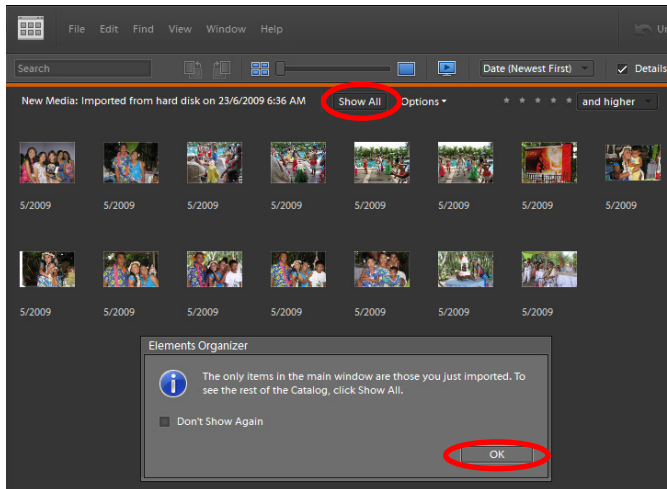 File Edit Find View Window Help Un
Search Date (Newest First) Details
New Media: Imported from hard disk on 23/6/2009 6:36 AM Show All Options and higher
5/2009 5/2009 5/2009 5/2009 5/2009 5/2009 5/2009 5/2009
5/2009 5/2009 5/2009 5/2009 5/2009 5/2009 5/2009
Elements Organizer
The only items in the main window are those you just imported. To
see the rest of the Catalog, click Show All.
Don't Show Again
OK